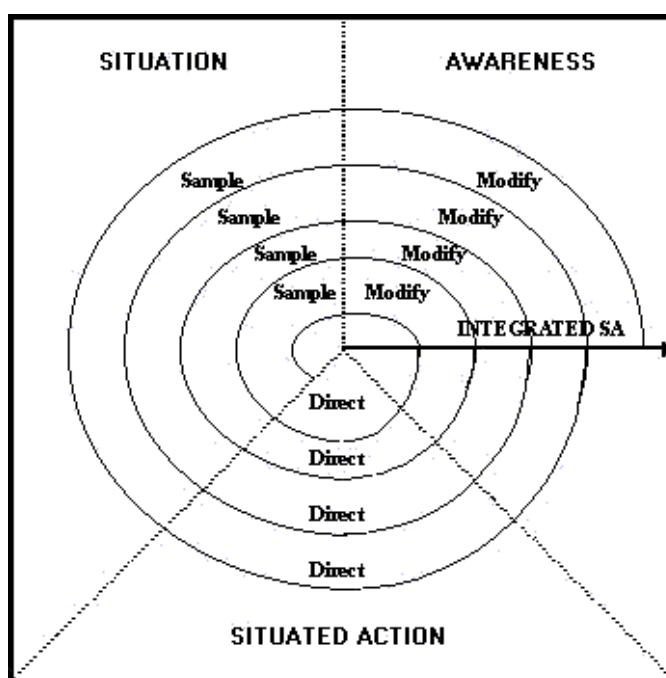 SITUATION AWARENESS
Sample Modify
Sample Modify
Sample Modify
Sample Modify
INTEGRATED SA
Direct
Direct
Direct
Direct
SITUATED ACTION